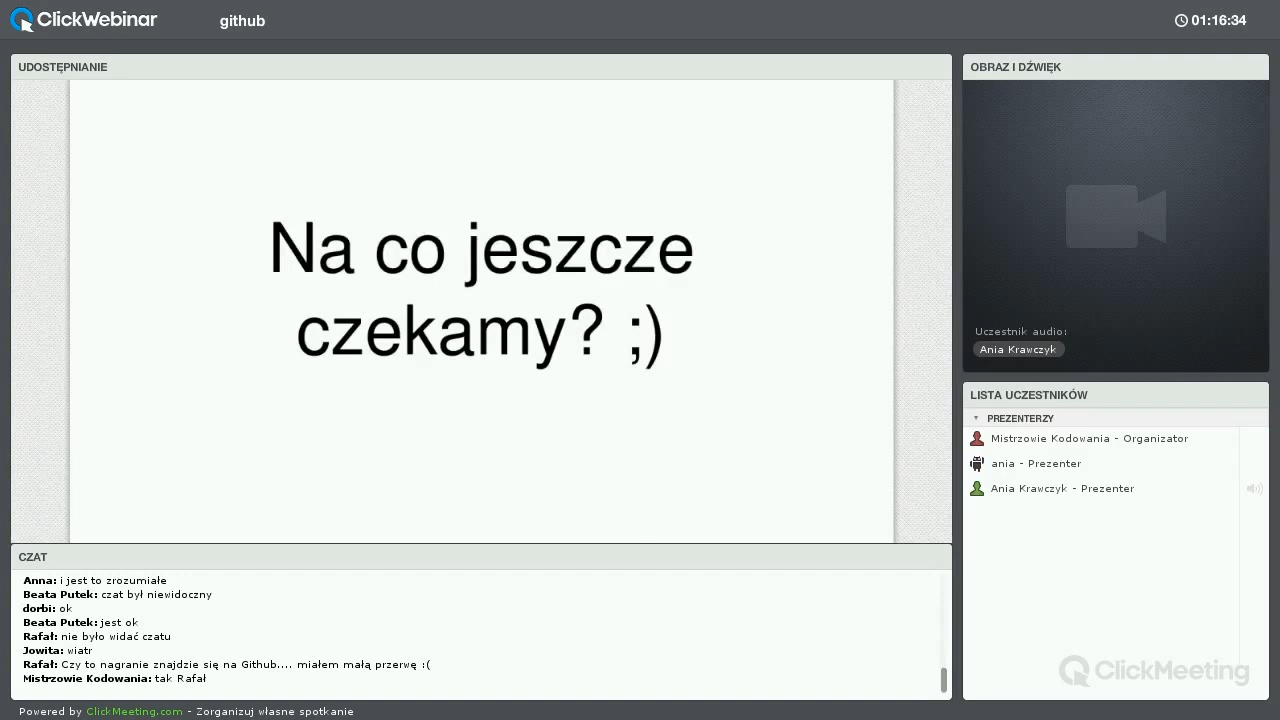 ClickWebinar
github
01:16:34
UDOSTĘPNIANIE
Na co jeszcze
czekamy? ;)
OBRAZ I DŹWIĘK
Uczestnik audio:
Ania Krawczyk
LISTA UCZESTNIKÓW
PREZENTERZY
Mistrzowie Kodowania - Organizator
ania - Prezenter
Ania Krawczyk - Prezenter
CZAT
Anna: i jest to zrozumiałe
Beata Putek: czat był niewidoczny
dorbi: ok
Beata Putek: jest ok
Rafał: nie było widać czatu
Jowita: wiatr
Rafał: Czy to nagranie znajdzie się na Github.... miałem małą przerwę :(
Mistrzowie Kodowania: tak Rafał
ClickMeeting
Powered by ClickMeeting.com - Zorganizuj własne spotkanie